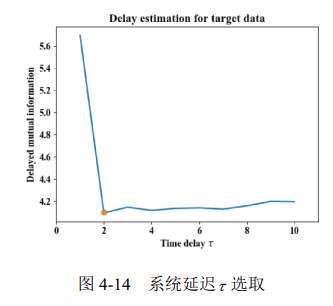 Delay estimation for target data
Delayed mutual information
5.6
5.4
5.2
5.0
4.8
4.6
4.4
4.2
0 2 4 6 8 10
Time delay τ
图 4-14 系统延迟 τ 选取